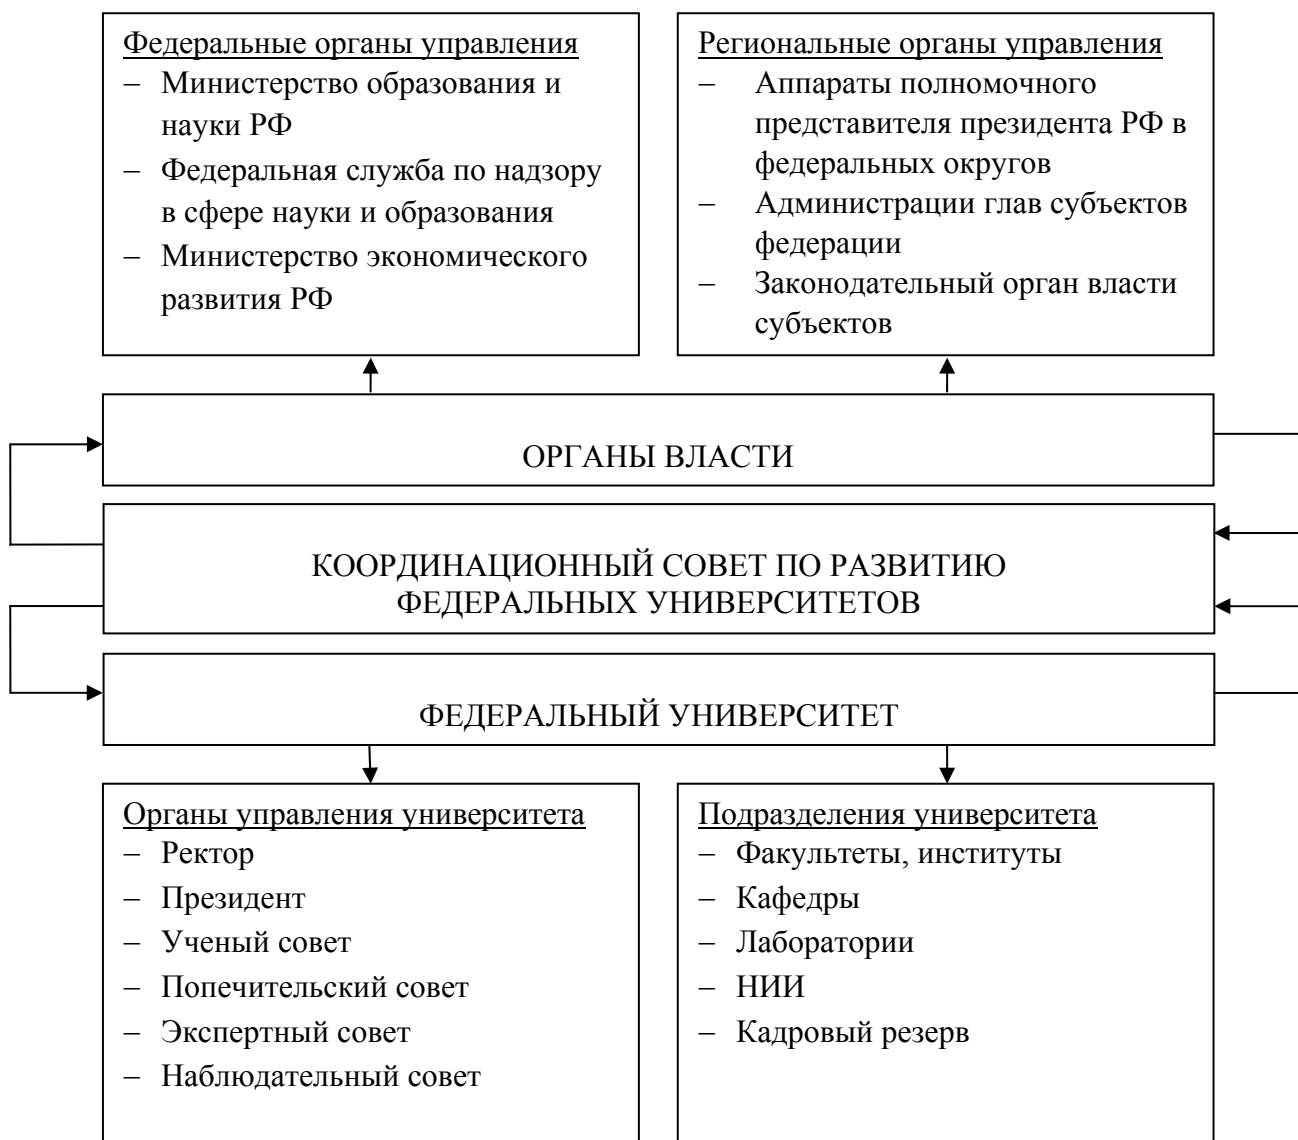 Федеральные органы управления
– Министерство образования и
науки РФ
– Федеральная служба по надзору
в сфере науки и образования
– Министерство экономического
развития РФ
Региональные органы управления
– Аппараты полномочного
представителя президента РФ в
федеральных округов
– Администрации глав субъектов
федерации
– Законодательный орган власти
субъектов
ОРГАНЫ ВЛАСТИ
КООРДИНАЦИОННЫЙ СОВЕТ ПО РАЗВИТИЮ
ФЕДЕРАЛЬНЫХ УНИВЕРСИТЕТОВ
ФЕДЕРАЛЬНЫЙ УНИВЕРСИТЕТ
Органы управления университета
– Ректор
– Президент
– Ученый совет
– Попечительский совет
– Экспертный совет
– Наблюдательный совет
Подразделения университета
– Факультеты, институты
– Кафедры
– Лаборатории
– НИИ
– Кадровый резерв